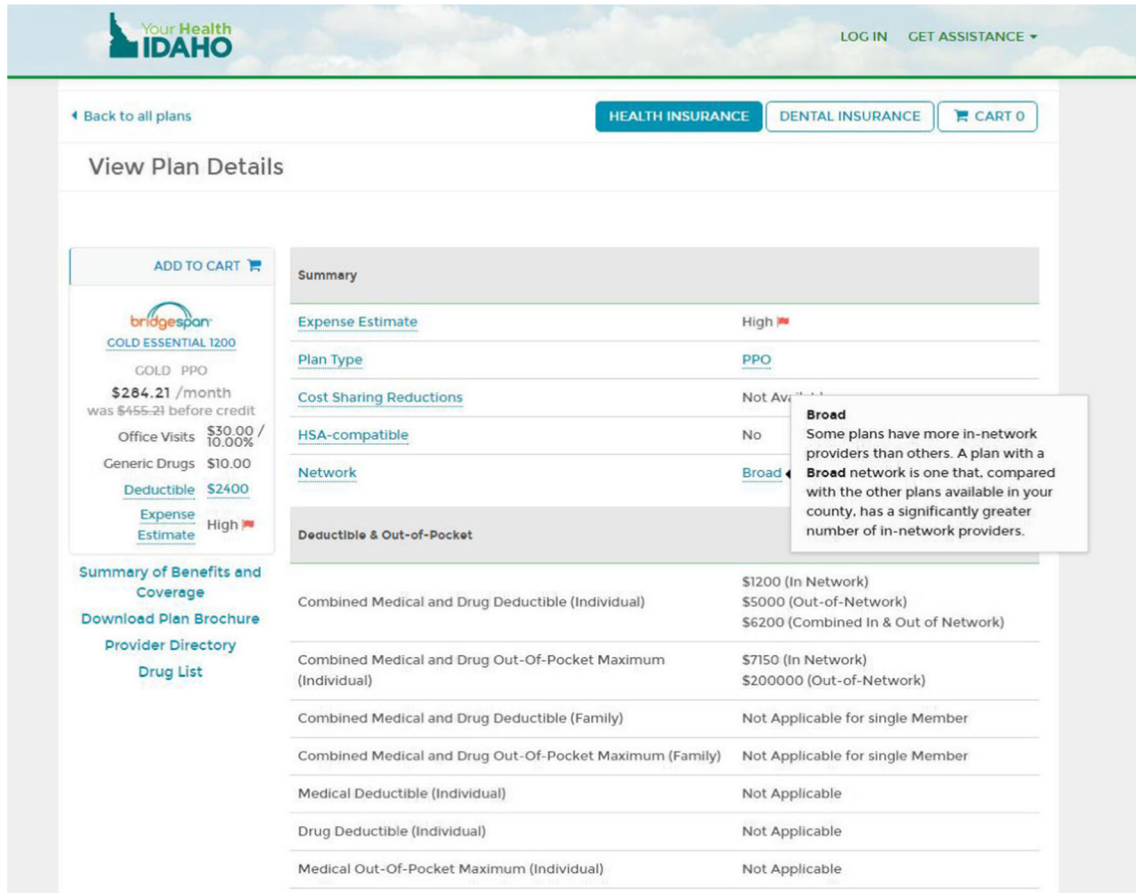 Your Health
IDAHO
LOG IN GET ASSISTANCE
Back to all plans
HEALTH INSURANCE
DENTAL INSURANCE
CART 0
View Plan Details
ADD TO CART
bridgespan
COLD ESSENTIAL 1200
GOLD PPO
$284.21 /month
was $455.21 before credit
Office Visits $30.00 / 10.00%
Generic Drugs $10.00
Deductible $2400
Expense Estimate High
Summary of Benefits and
Coverage
Download Plan Brochure
Provider Directory
Drug List
Summary
Expense Estimate High
Plan Type PPO
Cost Sharing Reductions Not
HSA-compatible No
Network Broad
Broad
Some plans have more in-network
providers than others. A plan with a
Broad network is one that, compared
with the other plans available in your
county, has a significantly greater
number of in-network providers.
Deductible & Out-of-Pocket
Combined Medical and Drug Deductible (Individual)
$1200 (In Network)
$5000 (Out-of-Network)
$6200 (Combined In & Out of Network)
Combined Medical and Drug Out-Of-Pocket Maximum
(Individual)
$7150 (In Network)
$200000 (Out-of-Network)
Combined Medical and Drug Deductible (Family) Not Applicable for single Member
Combined Medical and Drug Out-Of-Pocket Maximum (Family) Not Applicable for single Member
Medical Deductible (Individual) Not Applicable
Drug Deductible (Individual) Not Applicable
Medical Out-Of-Pocket Maximum (Individual) Not Applicable